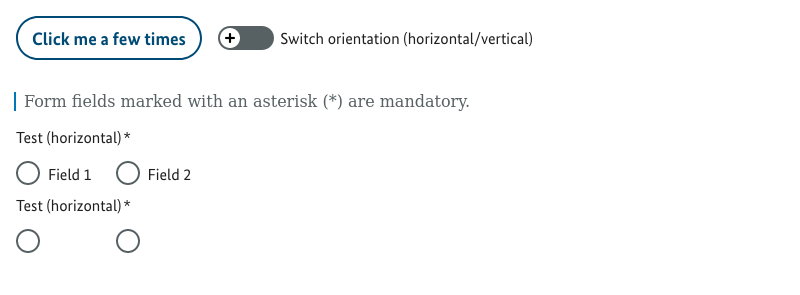 Click me a few times
Switch orientation (horizontal/vertical)
Form fields marked with an asterisk (*) are mandatory.
Test (horizontal)*
Field 1 Field 2
Test (horizontal)*